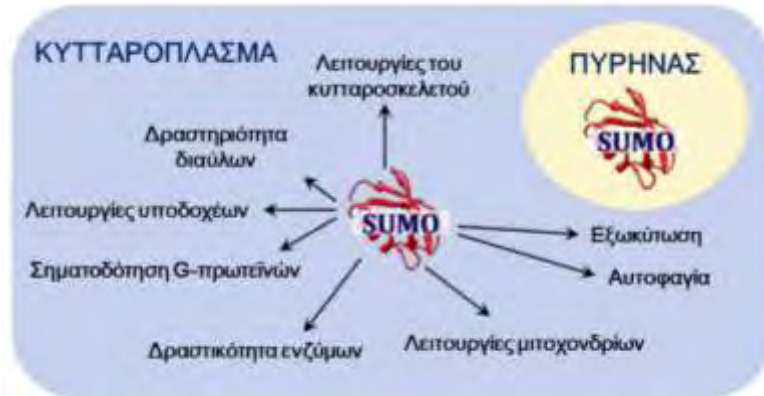 ΚΥΤΤΑΡΟΠΛΑΣΜΑ
Λειτουργίες του
κυτταροσκελετού
ΠΥΡΗΝΑΣ
SUMO
Δραστηριότητα
διαύλων
Λειτουργίες υποδοχέων
SUMO
Εξωκύτωση
Σηματοδότηση G-πρωτεϊνών
Αυτοφαγία
Δραστικότητα ενζύμων
Λειτουργίες μιτοχονδρίων